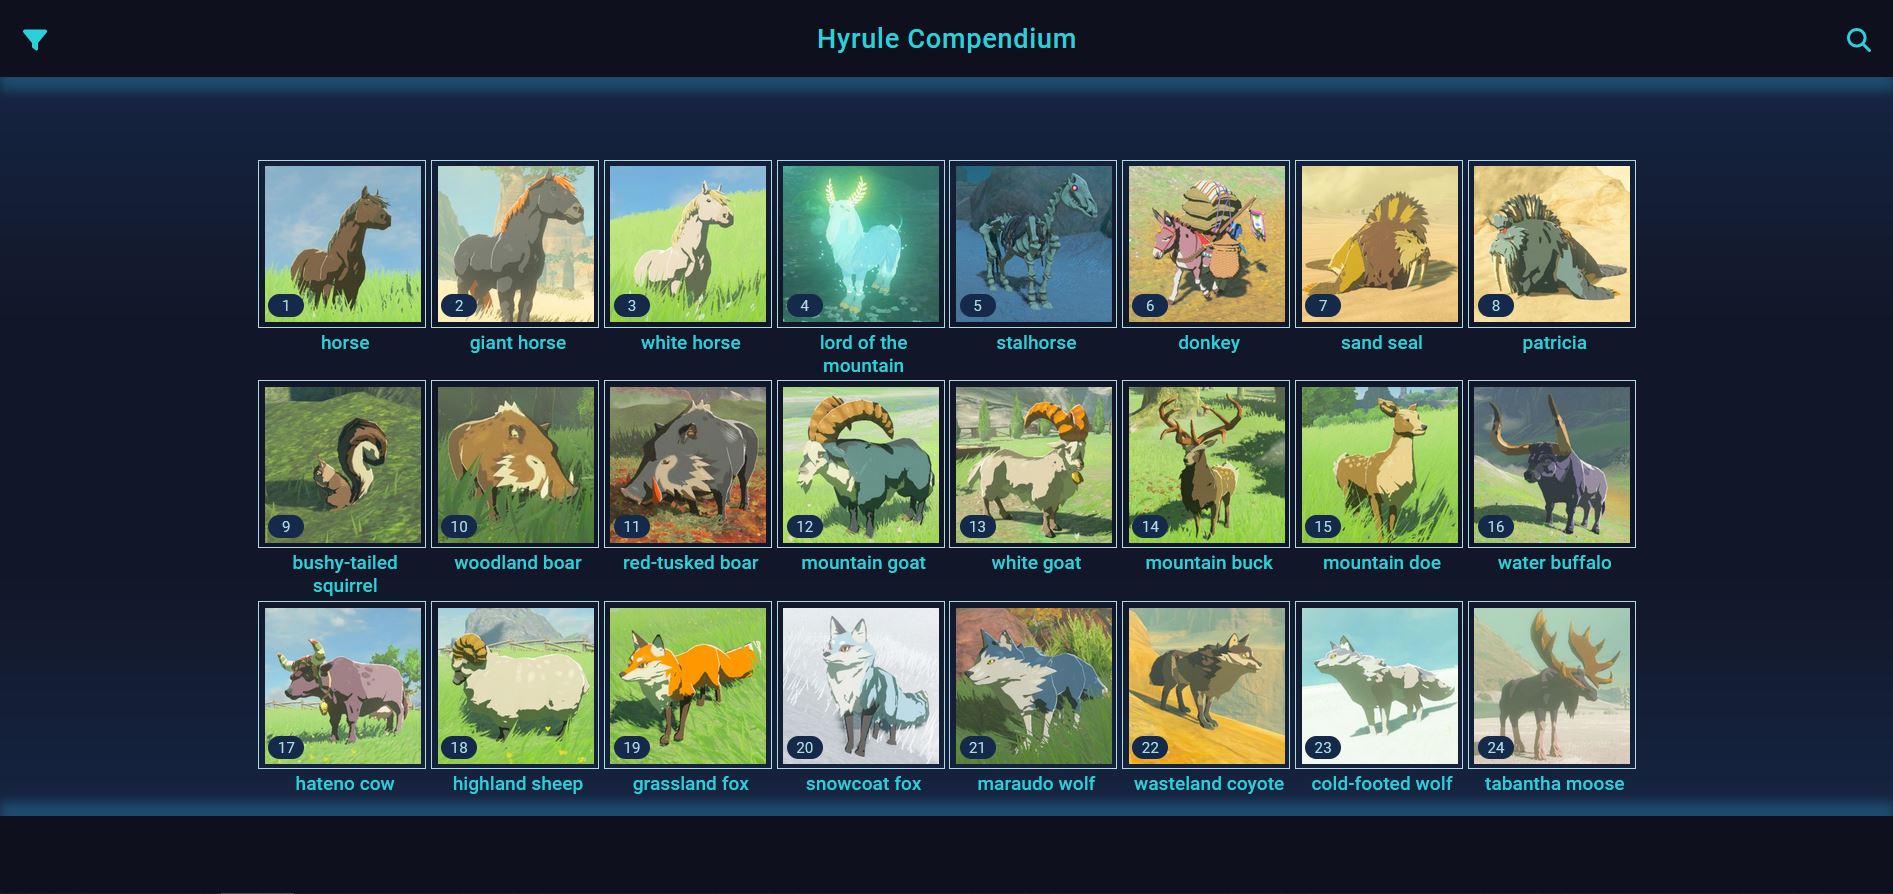 Hyrule Compendium
1 2 3 4 5 6 7 8
horse giant horse white horse lord of the stalhorse donkey sand seal patricia
mountain
9 10 11 12 13 14 15 16
bushy-tailed woodland boar red-tusked boar mountain goat white goat mountain buck mountain doe water buffalo
squirrel
17 18 19 20 21 22 23 24
hateno cow highland sheep grassland fox snowcoat fox maraudo wolf wasteland coyote cold-footed wolf tabantha moose